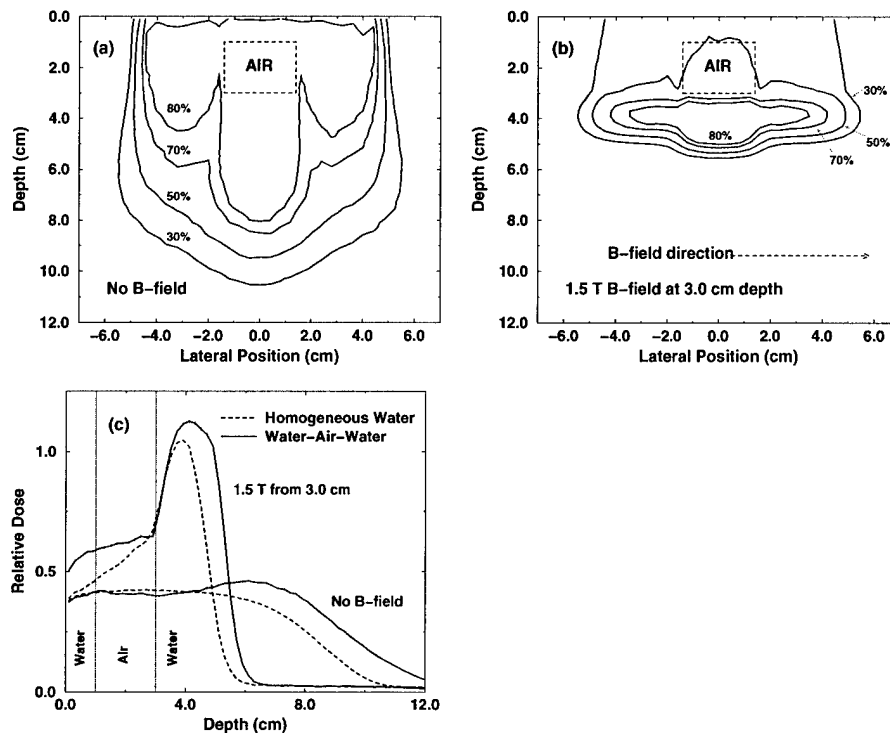 (a)
AIR
80%
70%
50%
30%
No B-field
0.0
2.0
4.0
6.0
8.0
10.0
12.0
Depth (cm)
-6.0 -4.0 -2.0 0.0 2.0 4.0 6.0
Lateral Position (cm)
(b)
AIR
30%
80%
50%
70%
B-field direction
1.5 T B-field at 3.0 cm depth
0.0
2.0
4.0
6.0
8.0
10.0
12.0
Depth (cm)
-6.0 -4.0 -2.0 0.0 2.0 4.0 6.0
Lateral Position (cm)
(c)
Homogeneous Water
Water-Air-Water
1.5 T from 3.0 cm
No B-field
Water
Air
Water
1.0
0.5
0.0
Relative Dose
0.0 4.0 8.0 12.0
Depth (cm)